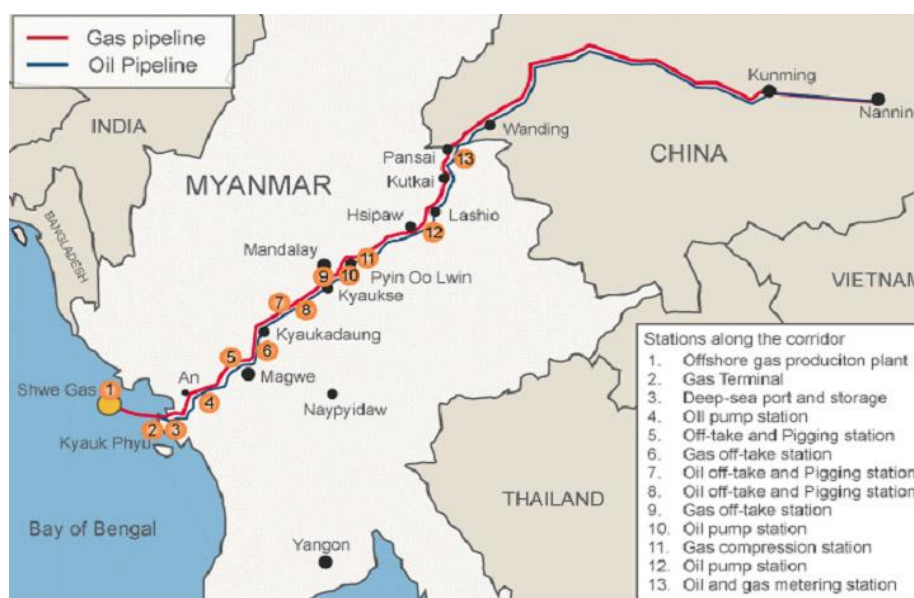 Gas pipeline
Oil Pipeline
INDIA
BANGLADESH
MYANMAR
CHINA
Kunming
Nannin
Wanding
Pansai
13
Kutkai
Lashio
Hsipaw
12
Mandalay
11
9
10
Pyin Oo Lwin
Kyaukse
7
8
Kyaukadaung
6
5
Magwe
An
4
Shwe Gas
1
Kyauk Phyu
2
3
Naypyidaw
Bay of Bengal
Yangon
THAILAND
VIETNAM
Stations along the corridor
1. Offshore gas produciton plant
2. Gas Terminal
3. Deep-sea port and storage
4. Oil pump station
5. Off-take and Pigging station
6. Gas off-take station
7. Oil off-take and Pigging station
8. Oil off-take and Pigging station
9. Gas off-take station
10. Oil pump station
11. Gas compression station
12. Oil pump station
13. Oil and gas metering station